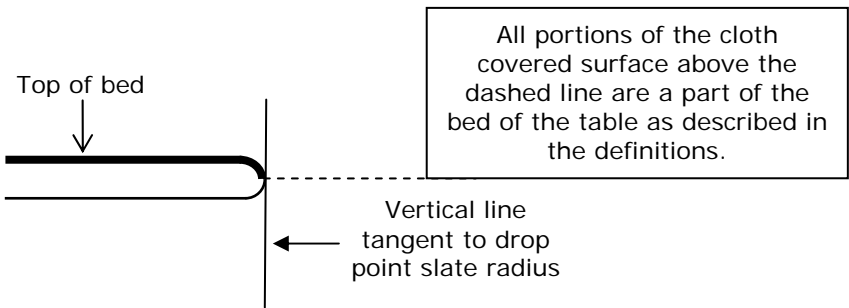 All portions of the cloth
covered surface above the
dashed line are a part of the
bed of the table as described in
the definitions.
Top of bed
Vertical line
tangent to drop
point slate radius